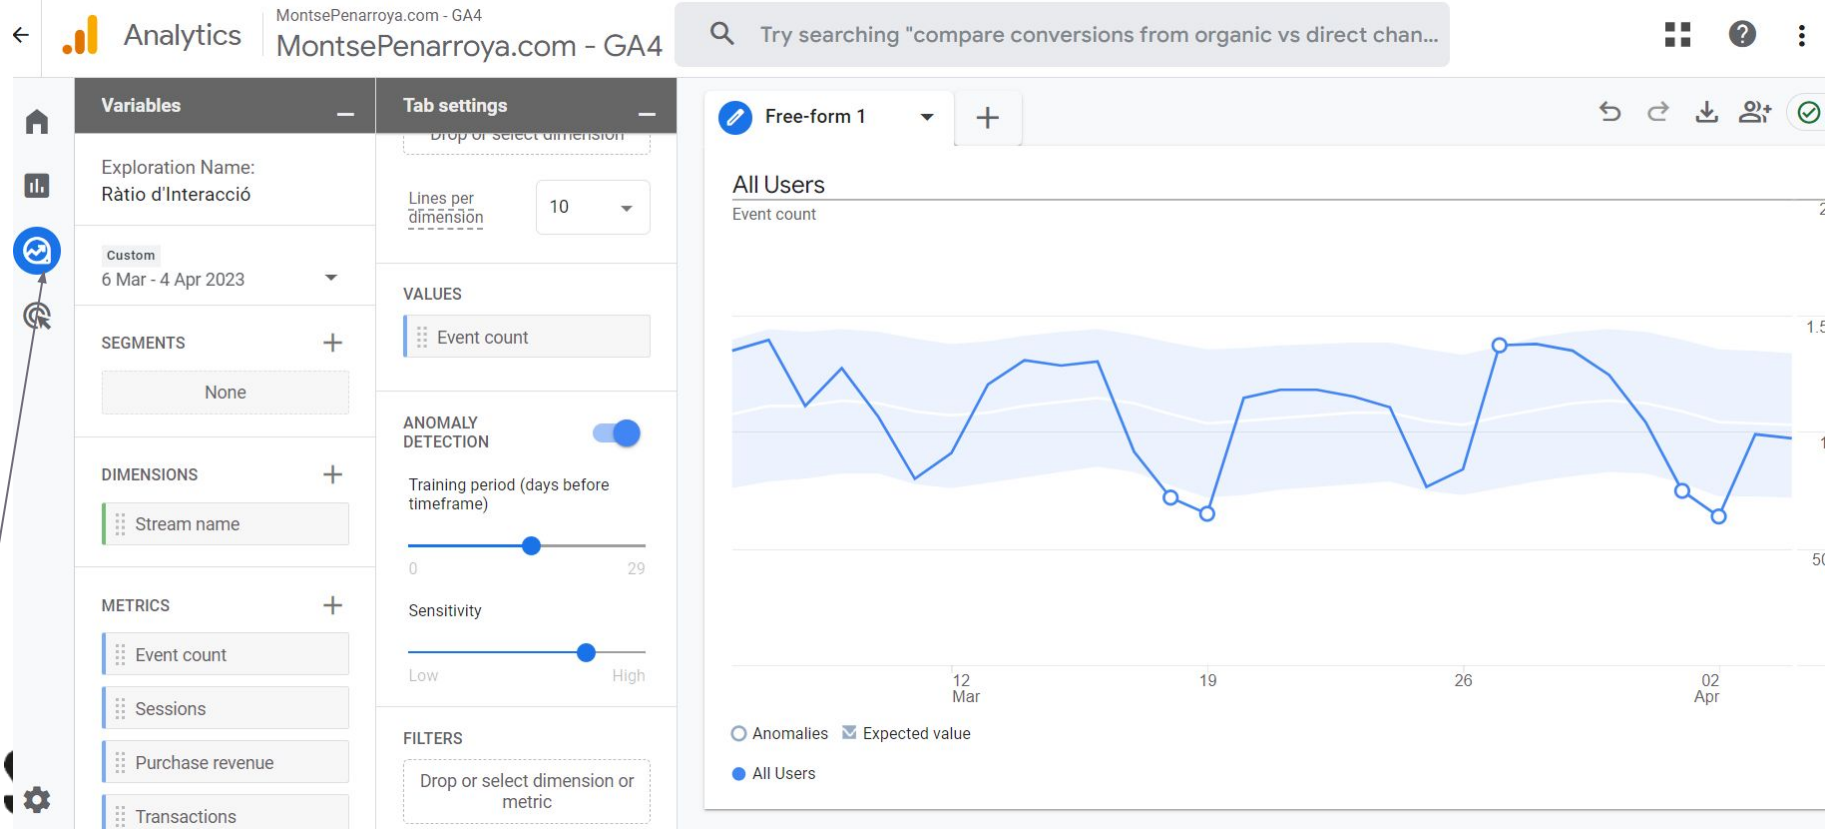 MontsePenarroya.com - GA4
Analytics
MontsePenarroya.com - GA4
Try searching "compare conversions from organic vs direct chan...
Variables
Exploration Name:
Ràtio d'Interacció
Custom
6 Mar - 4 Apr 2023
SEGMENTS
None
DIMENSIONS
Stream name
METRICS
Event count
Sessions
Purchase revenue
Transactions
Tab settings
Drop or select dimension
Lines per
dimension
10
VALUES
Event count
ANOMALY
DETECTION
Training period (days before
timeframe)
0
29
Sensitivity
Low
High
FILTERS
Drop or select dimension or
metric
Free-form 1
All Users
Event count
12
Mar
19
26
02
Apr
Anomalies
Expected value
All Users